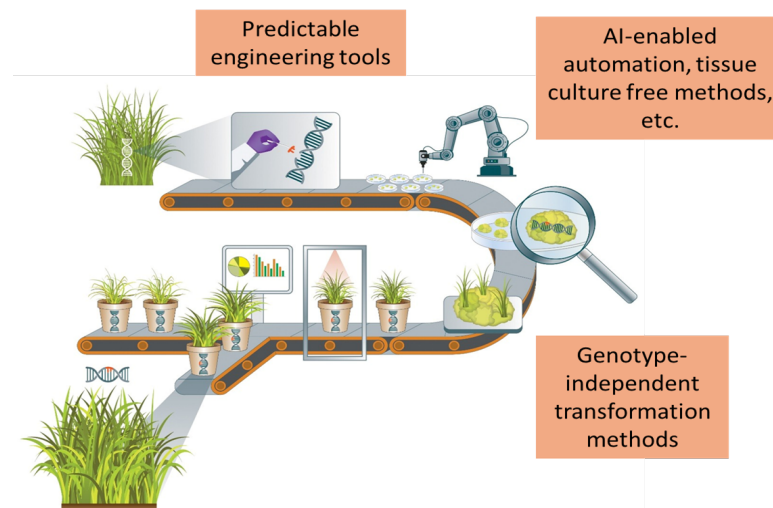 Predictable
engineering tools
AI-enabled
automation, tissue
culture free methods,
etc.
Genotype-
independent
transformation
methods